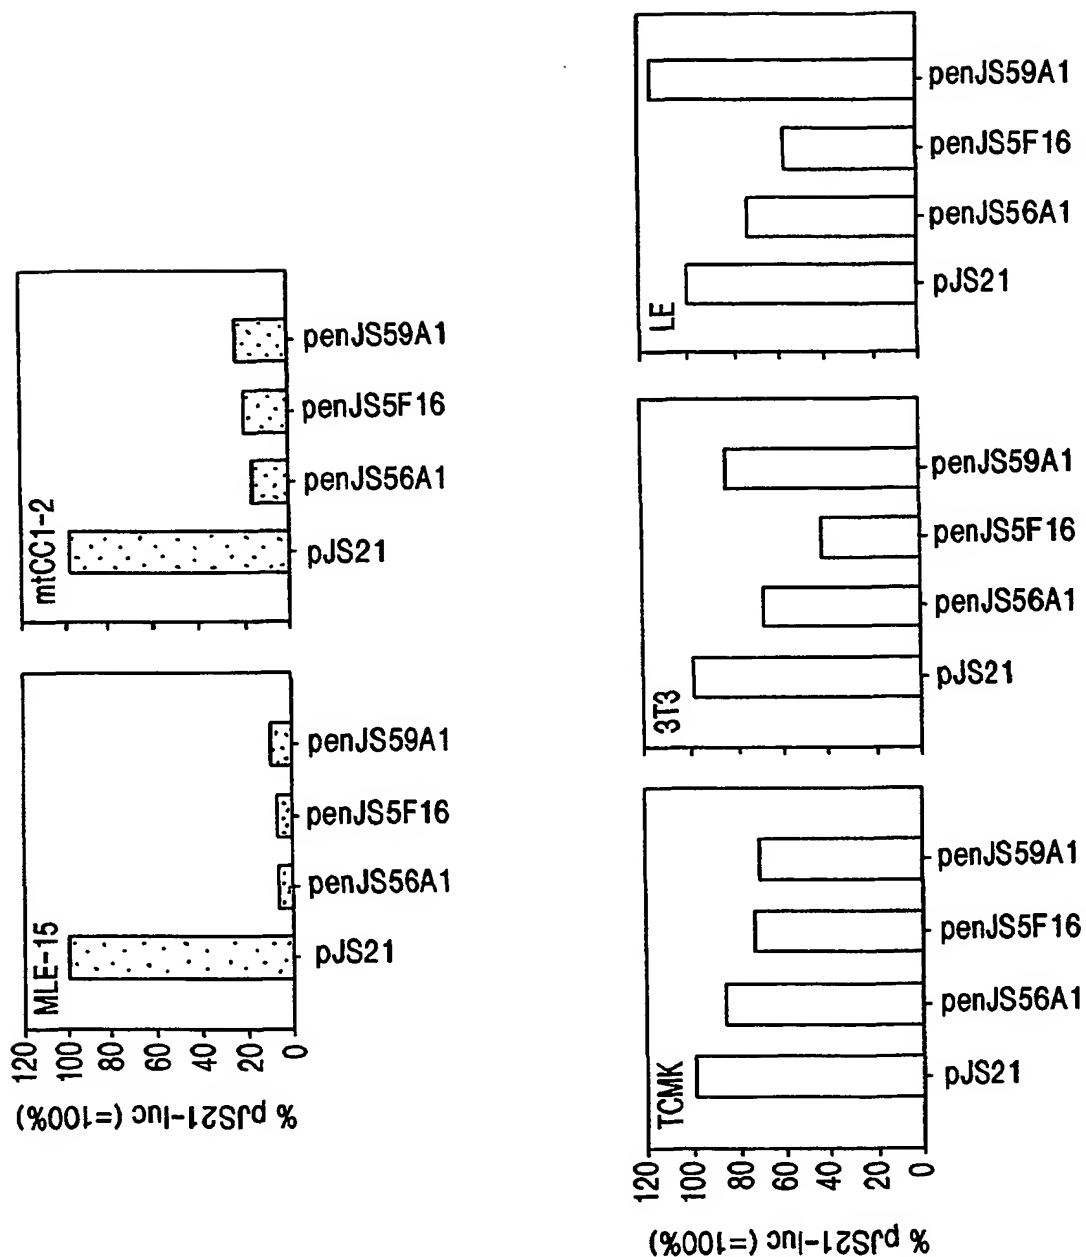 MLE-15
120
100
80
60
40
20
0
% pJS21-luc (=100%)
pJS21
penJS56A1
penJS5F16
penJS59A1
mtCC1-2
pJS21
penJS56A1
penJS5F16
penJS59A1
TCMK
120
100
80
60
40
20
0
% pJS21-luc (=100%)
pJS21
penJS56A1
penJS5F16
penJS59A1
3T3
pJS21
penJS56A1
penJS5F16
penJS59A1
LE
pJS21
penJS56A1
penJS5F16
penJS59A1